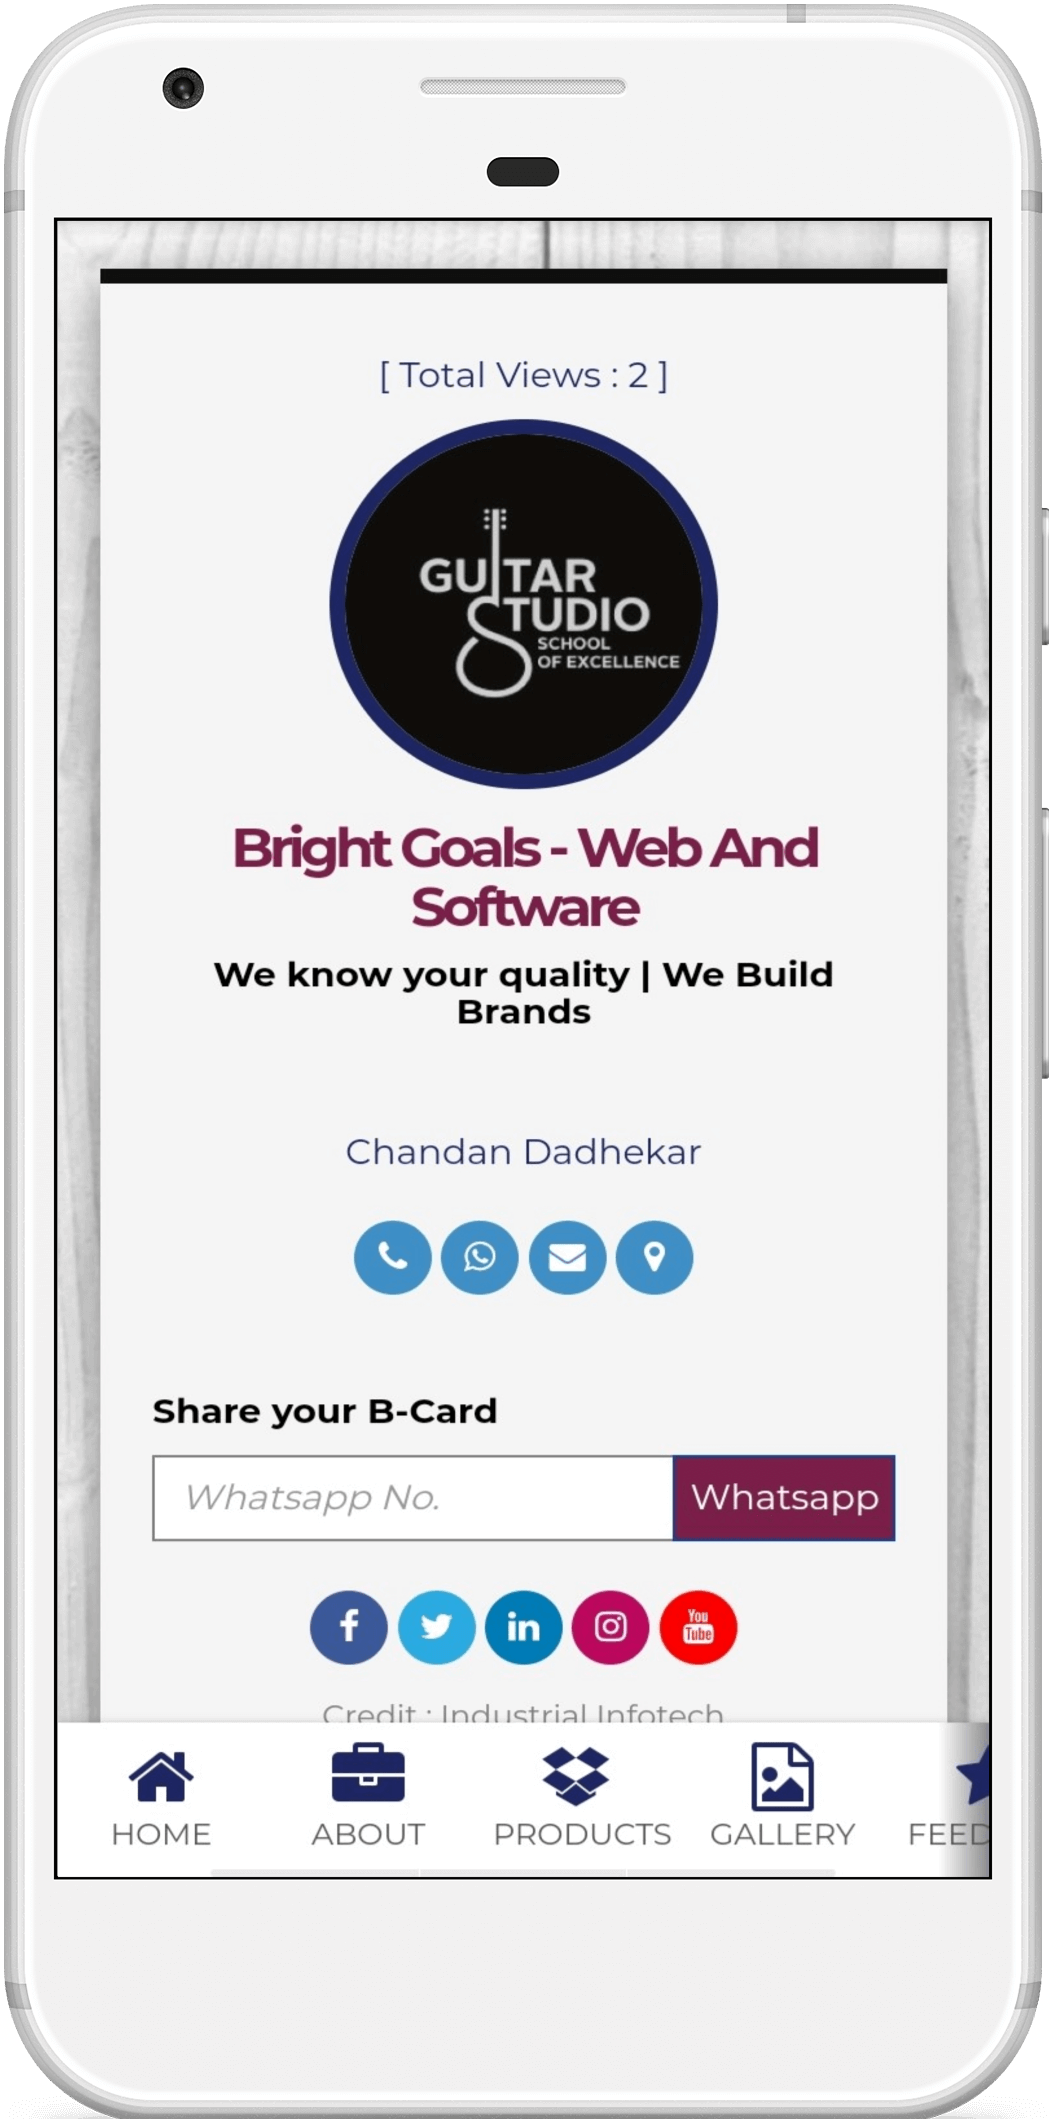 [ Total Views : 2 ]
GUITAR
STUDIO
SCHOOL
OF EXCELLENCE
Bright Goals - Web And
Software
We know your quality | We Build
Brands
Chandan Dadhekar
Share your B-Card
Whatsapp No.
Whatsapp
f
in
You
Tube
Credit : Industrial Infotech
HOME
ABOUT
PRODUCTS
GALLERY
FEED